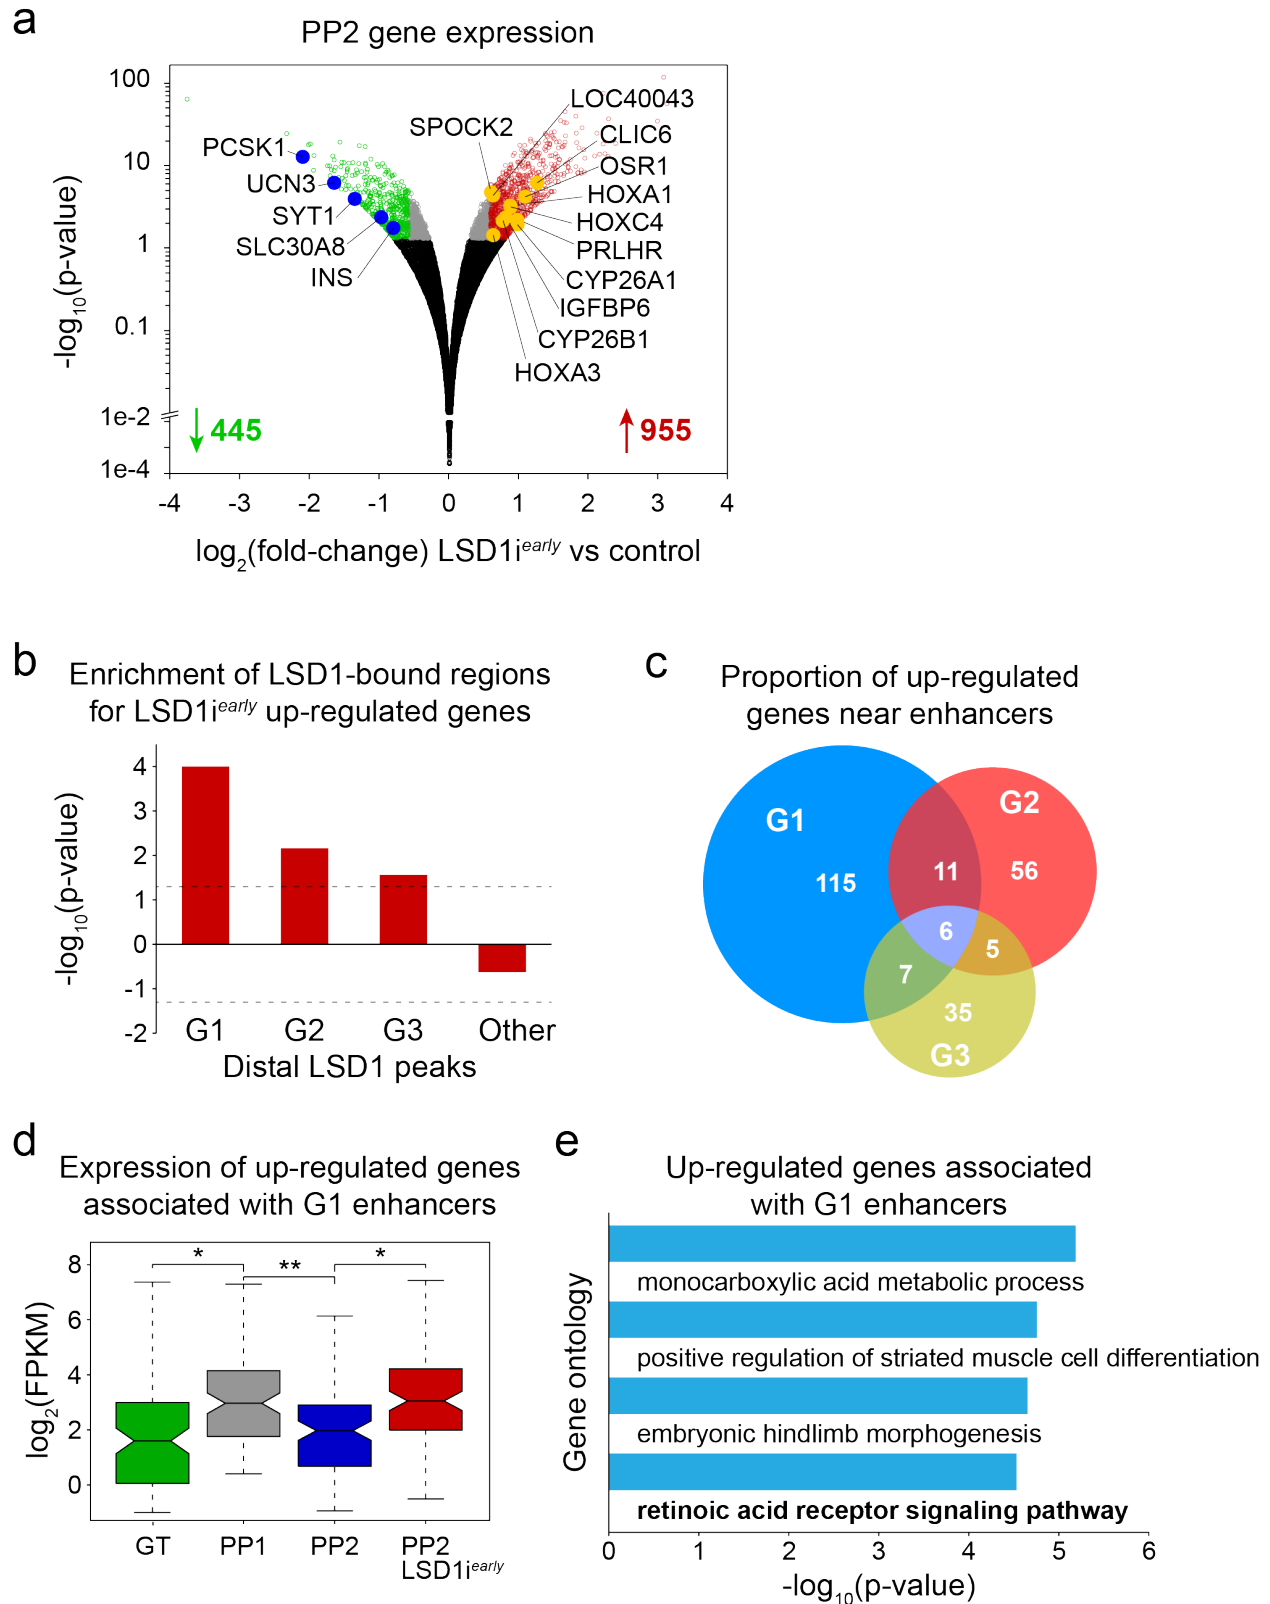 a
PP2 gene expression
-log10(p-value)
100
10
1
0.1
1e-2
1e-4
PCSK1
UCN3
SYT1
SLC30A8
INS
SPOCK2
LOC40043
CLIC6
OSR1
HOXA1
HOXC4
PRLHR
CYP26A1
IGFBP6
CYP26B1
HOXA3
445
955
-4 -3 -2 -1 0 1 2 3 4
log2(fold-change) LSD1iearly vs control
b
Enrichment of LSD1-bound regions
for LSD1iearly up-regulated genes
-log10(p-value)
4
3
2
1
0
-1
-2
G1 G2 G3 Other
Distal LSD1 peaks
c
Proportion of up-regulated
genes near enhancers
G1
G2
115
11
56
6
5
7
35
G3
d
Expression of up-regulated genes
associated with G1 enhancers
log2(FPKM)
8
6
4
2
0
* ** *
GT PP1 PP2 PP2
LSD1iearly
e
Up-regulated genes associated
with G1 enhancers
Gene ontology
monocarboxylic acid metabolic process
positive regulation of striated muscle cell differentiation
embryonic hindlimb morphogenesis
retinoic acid receptor signaling pathway
0 1 2 3 4 5 6
-log10(p-value)